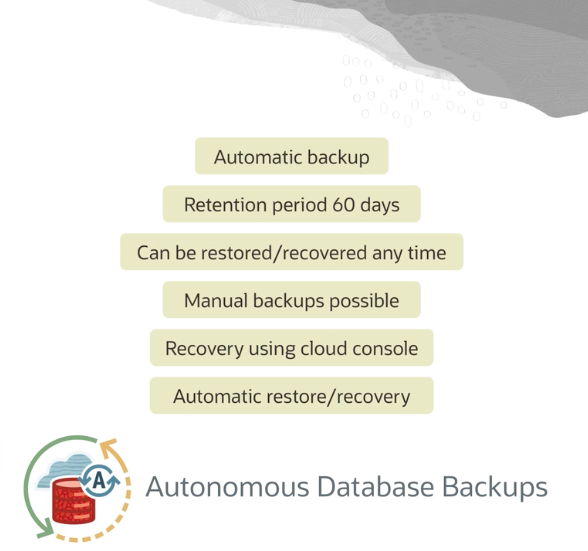 Automatic backup
Retention period 60 days
Can be restored/recovered any time
Manual backups possible
Recovery using cloud console
Automatic restore/recovery
A
Autonomous Database Backups